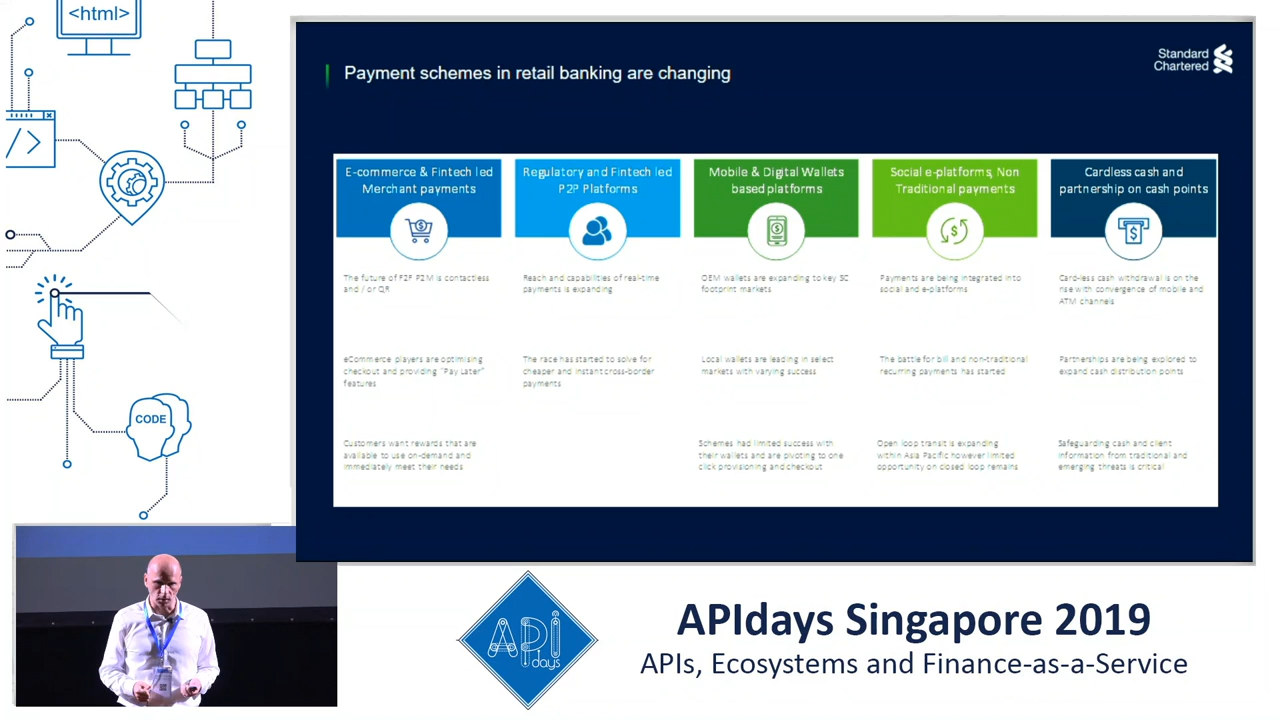 <html>
</>
CODE
Payment schemes in retail banking are changing
Standard
Chartered
E-commerce & Fintech led
Merchant payments
The future of P2P P2M is contactless
and / or QR
eCommerce players are optimising
checkout and providing "Pay Later"
features
Customers want rewards that are
available to use on-demand and
immediately meet their needs
Regulatory and Fintech led
P2P Platforms
Reach and capabilities of real-time
payments is expanding
The race has started to solve for
cheaper and instant cross-border
payments
Mobile & Digital Wallets
based platforms
OEM wallets are expanding to key SC
footprint markets
Local wallets are leading in select
markets with varying success
Schemes had limited success with
their wallets and are pivoting to one
click provisioning and checkout
Social e-platforms, Non
Traditional payments
Payments are being integrated into
social and e-platforms
The battle for bill and non-traditional
recurring payments has started
Open loop transit is expanding
within Asia Pacific however limited
opportunity on closed loop remains
Cardless cash and
partnership on cash points
Card-less cash withdrawal is on the
rise with convergence of mobile and
ATM channels
Partnerships are being explored to
expand cash distribution points
Safeguarding cash and client
information from traditional and
emerging threats is critical
API
days
APIdays Singapore 2019
APIs, Ecosystems and Finance-as-a-Service